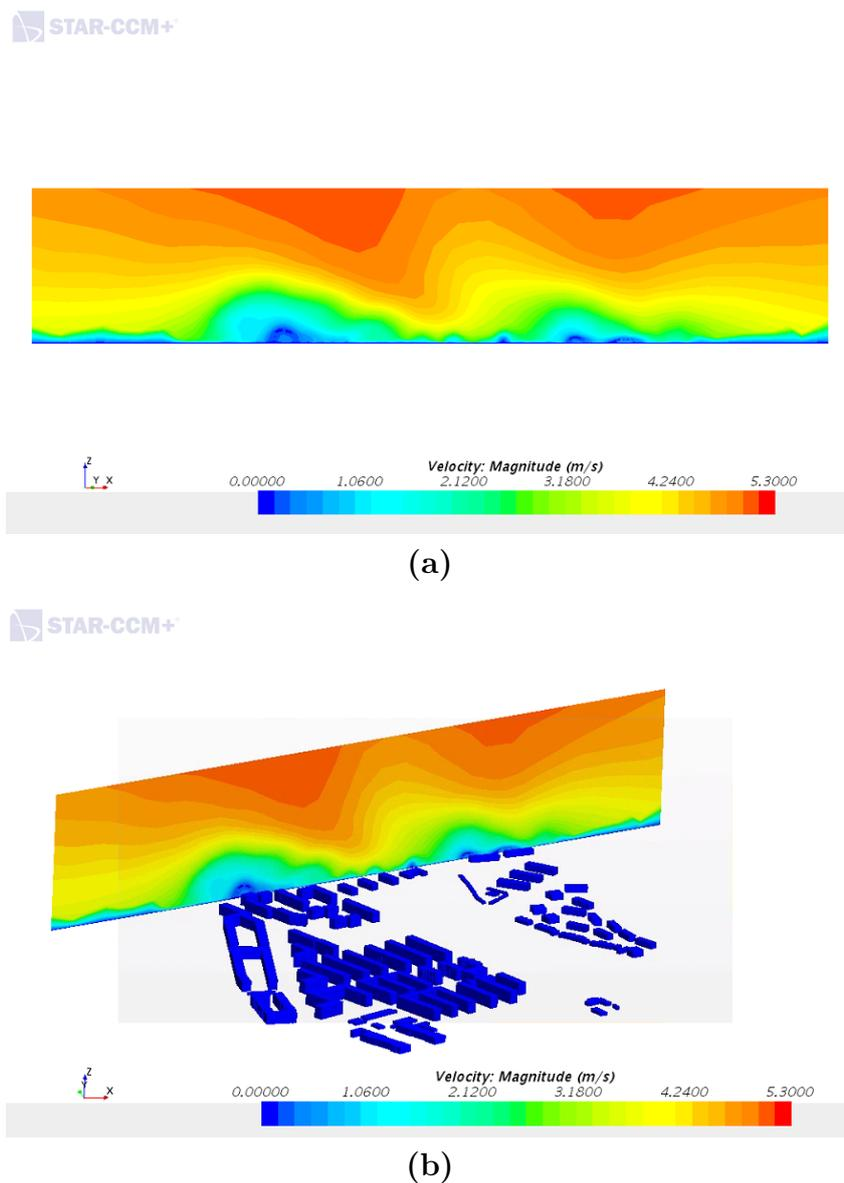 STAR-CCM+
Velocity: Magnitude (m/s)
0.00000 1.0600 2.1200 3.1800 4.2400 5.3000
Z
Y X
(a)
STAR-CCM+
Velocity: Magnitude (m/s)
0.00000 1.0600 2.1200 3.1800 4.2400 5.3000
Z
Y X
(b)